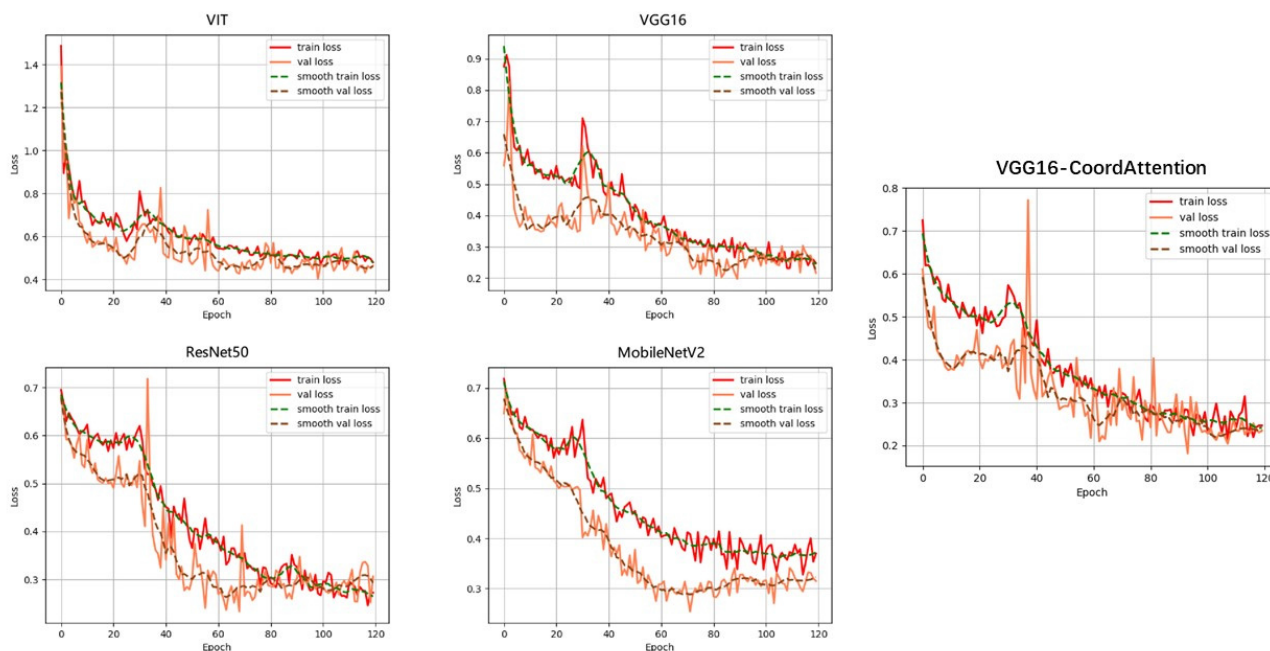 VIT
train loss
val loss
smooth train loss
smooth val loss
Loss
1.4
1.2
1.0
0.8
0.6
0.4
0 20 40 60 80 100 120
Epoch
VGG16
train loss
val loss
smooth train loss
smooth val loss
Loss
0.9
0.8
0.7
0.6
0.5
0.4
0.3
0.2
0 20 40 60 80 100 120
Epoch
ResNet50
train loss
val loss
smooth train loss
smooth val loss
Loss
0.7
0.6
0.5
0.4
0.3
0 20 40 60 80 100 120
Epoch
MobileNetV2
train loss
val loss
smooth train loss
smooth val loss
Loss
0.7
0.6
0.5
0.4
0.3
0 20 40 60 80 100 120
Epoch
VGG16-CoordAttention
train loss
val loss
smooth train loss
smooth val loss
Loss
0.8
0.7
0.6
0.5
0.4
0.3
0.2
0 20 40 60 80 100 120
Epoch